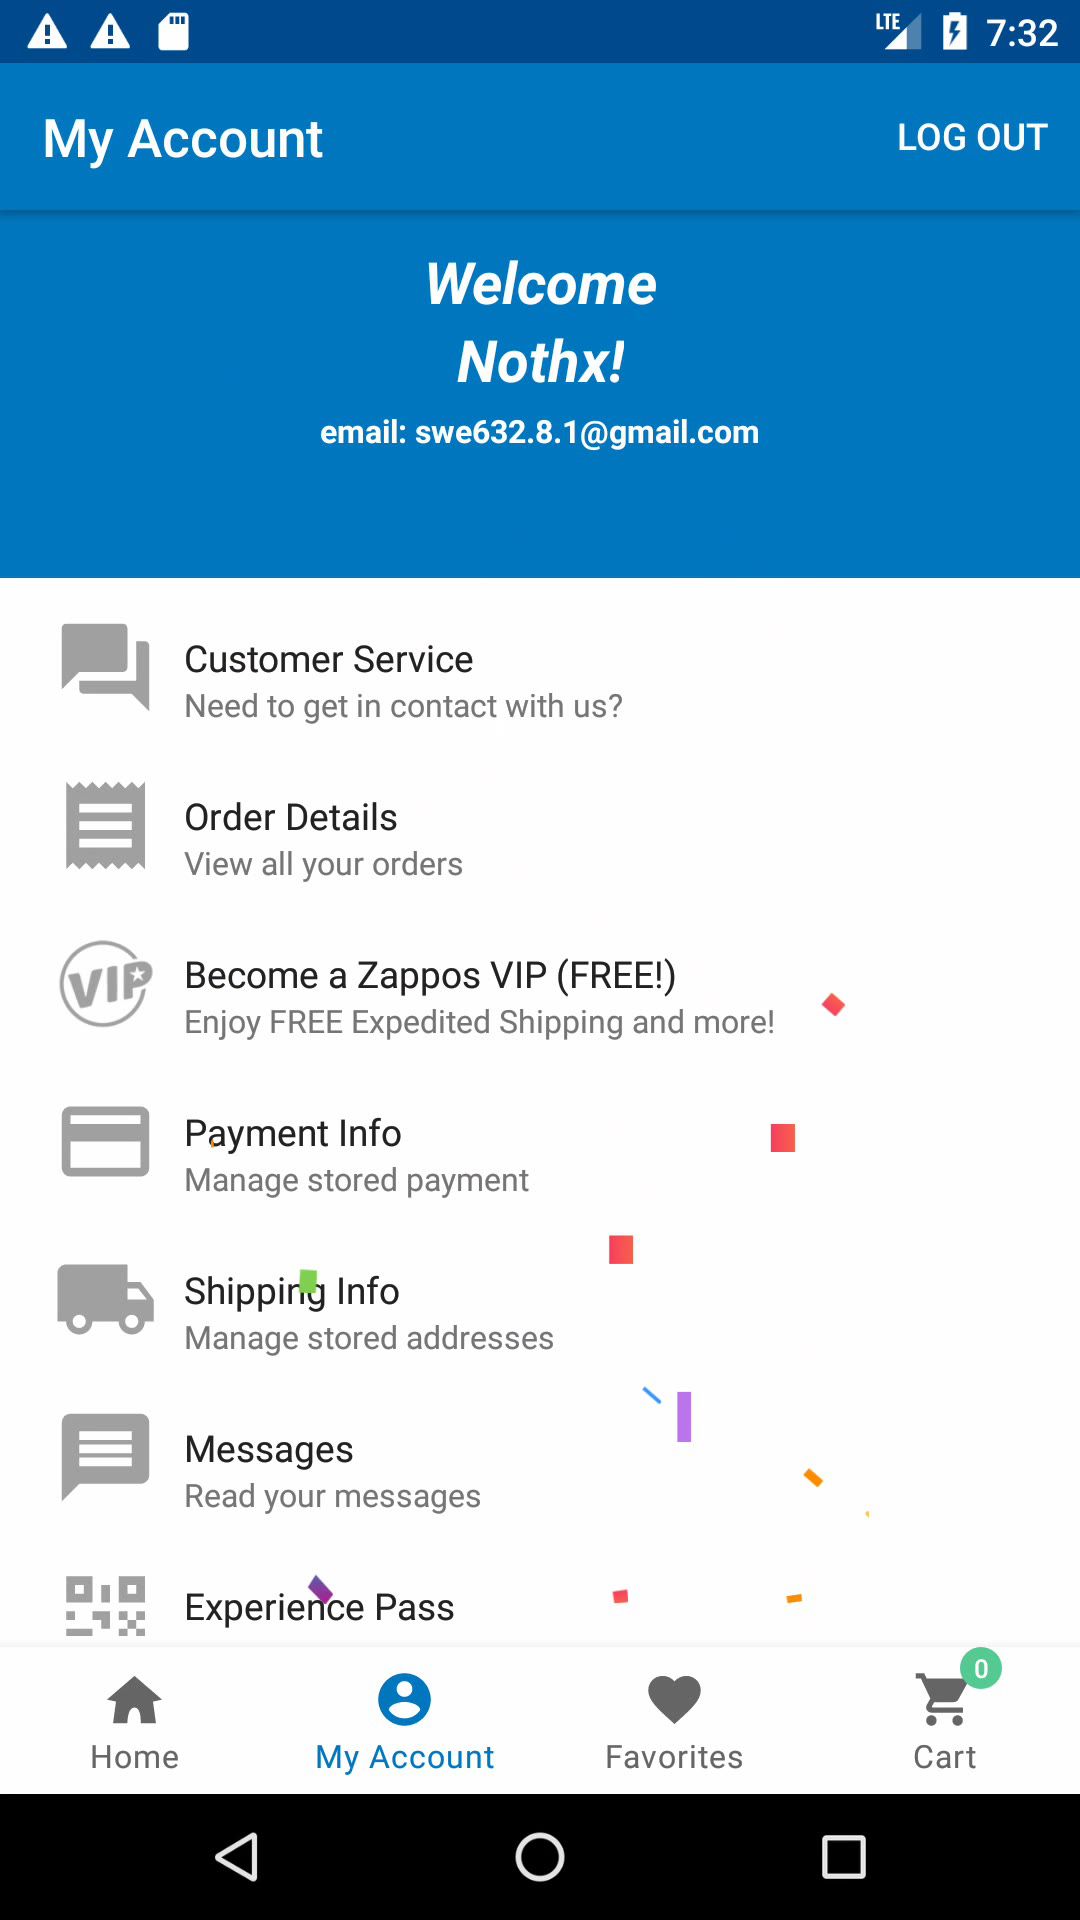 LTE 7:32
My Account LOG OUT
Welcome
Nothx!
email: swe632.8.1@gmail.com
Customer Service
Need to get in contact with us?
Order Details
View all your orders
VIP
Become a Zappos VIP (FREE!)
Enjoy FREE Expedited Shipping and more!
Payment Info
Manage stored payment
Shipping Info
Manage stored addresses
Messages
Read your messages
Experience Pass
0
Home My Account Favorites Cart